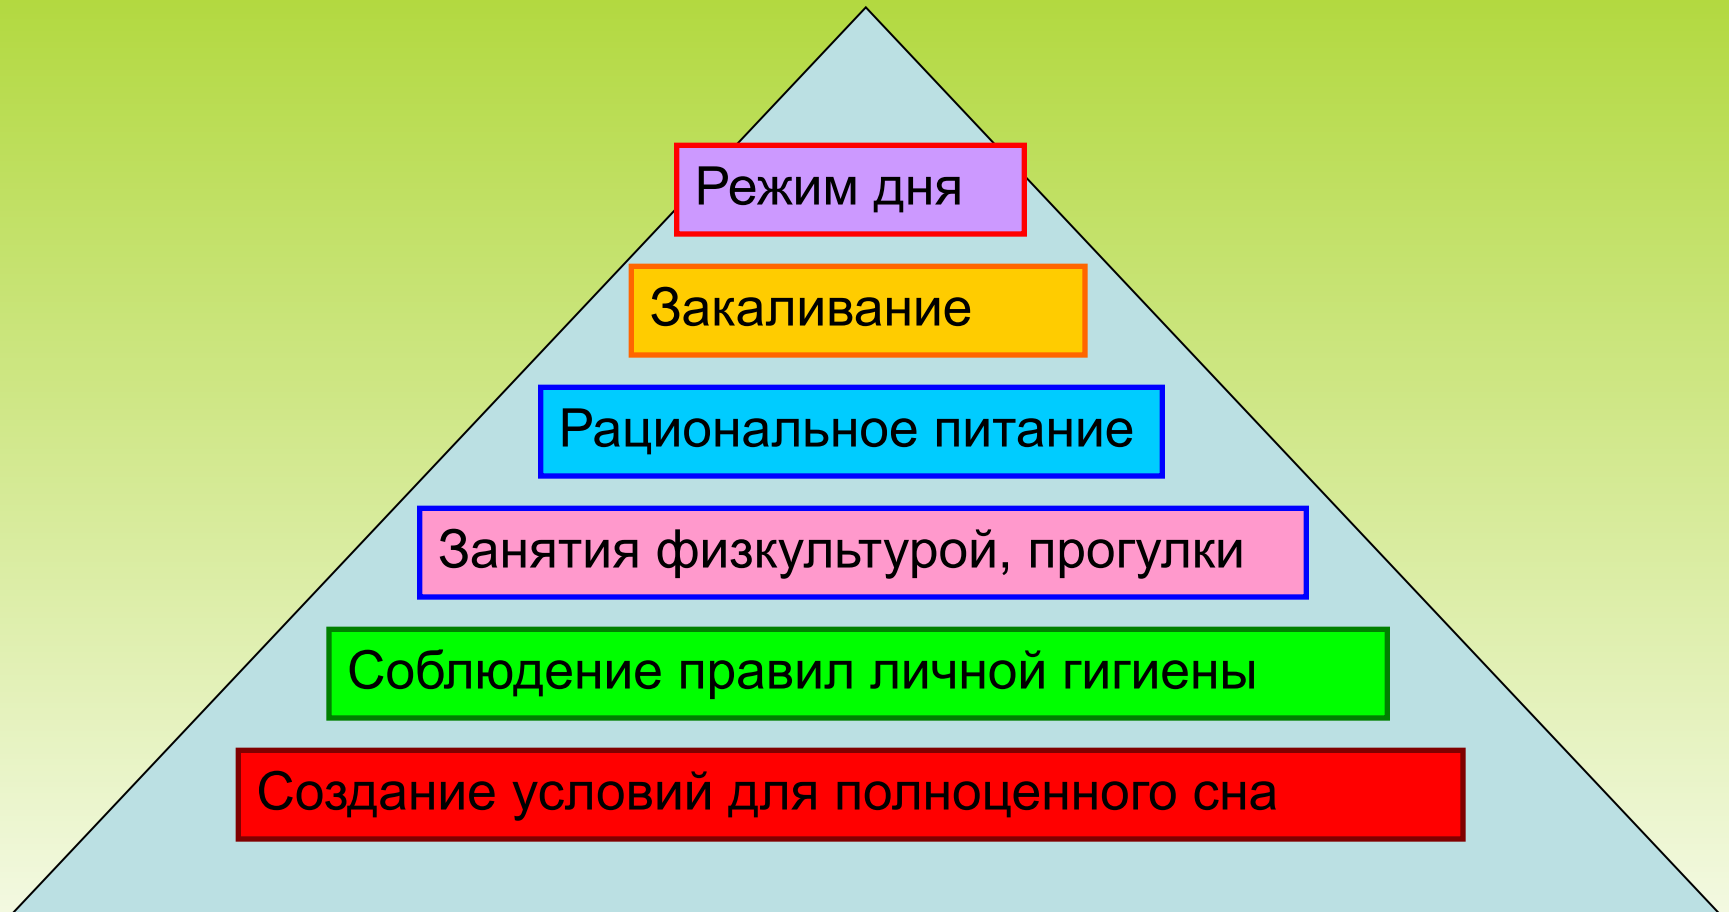 Режим дня
Закаливание
Рациональное питание
Занятия физкультурой, прогулки
Соблюдение правил личной гигиены
Создание условий для полноценного сна